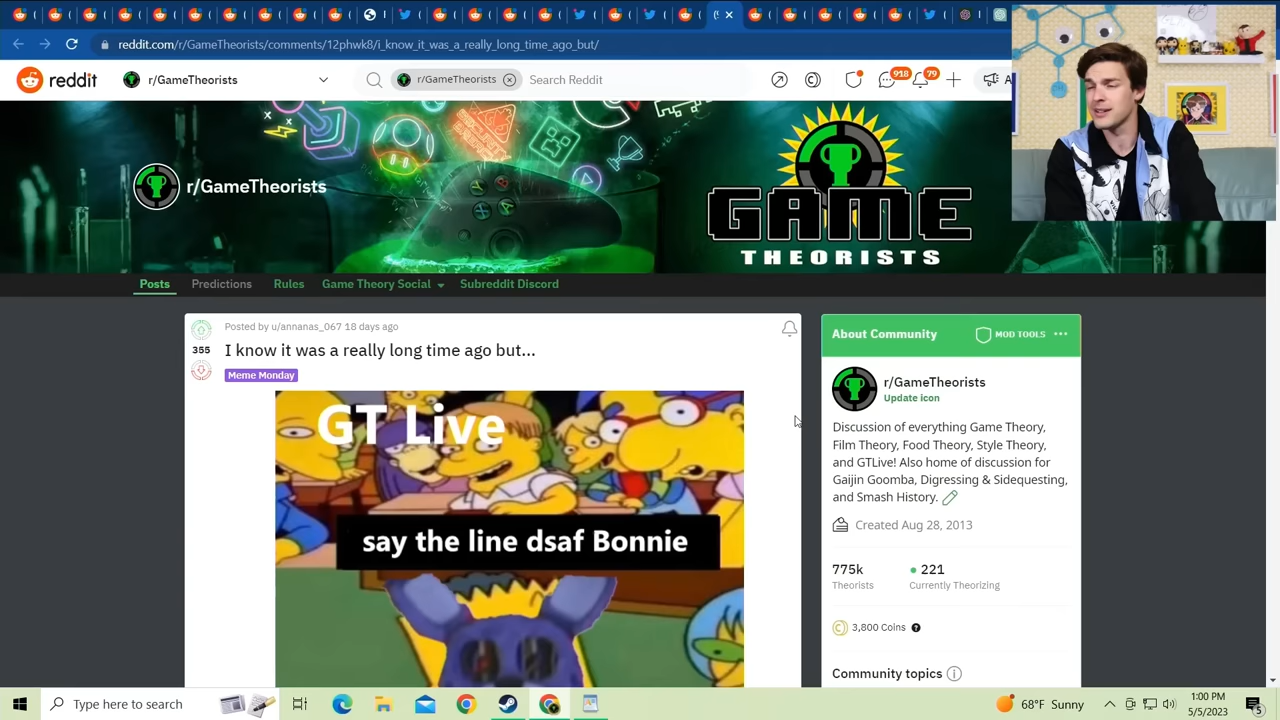 reddit.com/r/GameTheorists/comments/12phwk8/i_know_it_was_a_really_long_time_ago_but/
reddit
r/GameTheorists
r/GameTheorists
Search Reddit
918
79
A
r/GameTheorists
GAME
THEORISTS
Posts
Predictions
Rules
Game Theory Social
Subreddit Discord
Posted by u/annanas_067 18 days ago
355
I know it was a really long time ago but...
Meme Monday
GT Live
say the line dsaf Bonnie
About Community
MOD TOOLS
r/GameTheorists
Update icon
Discussion of everything Game Theory,
Film Theory, Food Theory, Style Theory,
and GTLive! Also home of discussion for
Gaijin Goomba, Digressing & Sidequesting,
and Smash History.
Created Aug 28, 2013
775k
Theorists
221
Currently Theorizing
3,800 Coins
Community topics
Type here to search
68°F Sunny
1:00 PM
5/5/2023
5